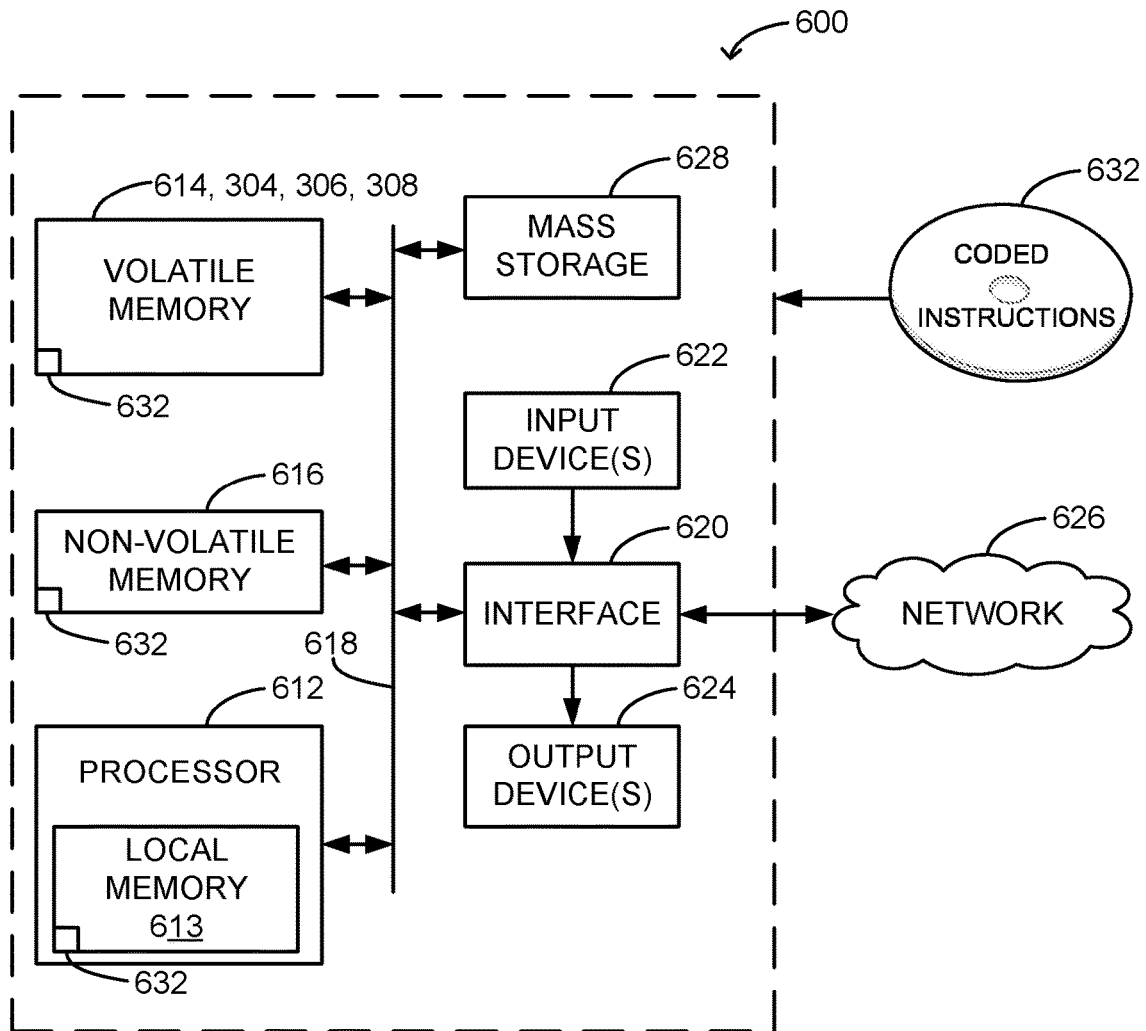 600
614, 304, 306, 308
VOLATILE
MEMORY
632
628
MASS
STORAGE
632
CODED
INSTRUCTIONS
622
INPUT
DEVICE(S)
616
NON-VOLATILE
MEMORY
632
620
INTERFACE
626
NETWORK
618
612
PROCESSOR
LOCAL
MEMORY
613
632
624
OUTPUT
DEVICE(S)